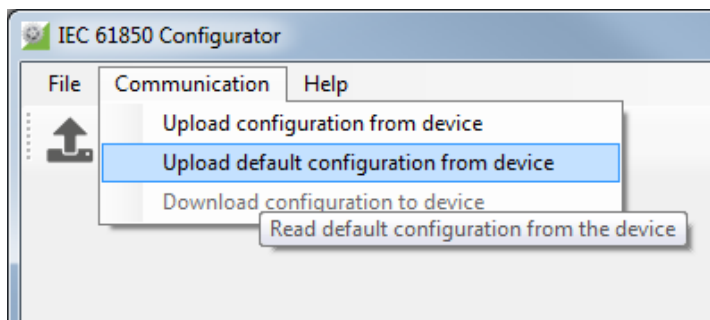 IEC 61850 Configurator
File Communication Help
Upload configuration from device
Upload default configuration from device
Download configuration to device
Read default configuration from the device